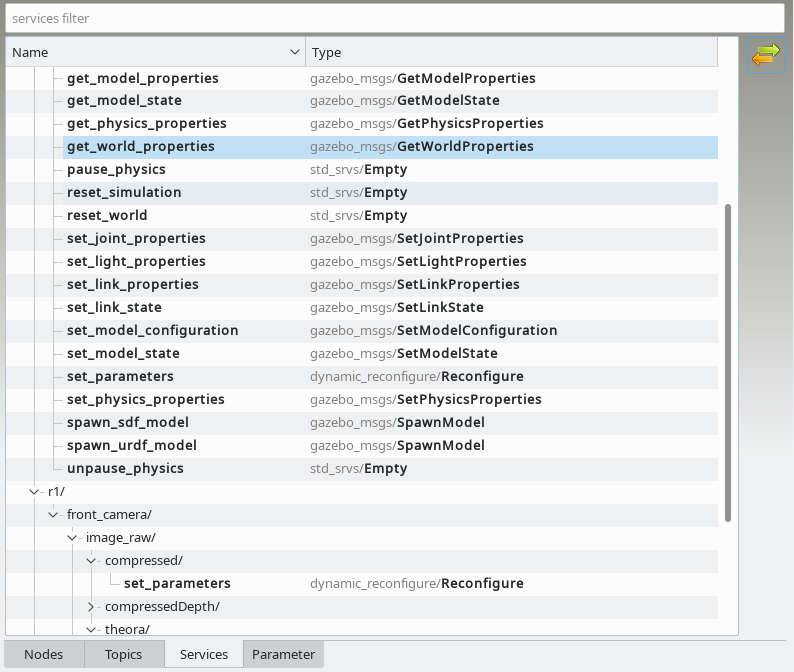 services filter
Name Type
get_model_properties gazebo_msgs/GetModelProperties
get_model_state gazebo_msgs/GetModelState
get_physics_properties gazebo_msgs/GetPhysicsProperties
get_world_properties gazebo_msgs/GetWorldProperties
pause_physics std_srvs/Empty
reset_simulation std_srvs/Empty
reset_world std_srvs/Empty
set_joint_properties gazebo_msgs/SetJointProperties
set_light_properties gazebo_msgs/SetLightProperties
set_link_properties gazebo_msgs/SetLinkProperties
set_link_state gazebo_msgs/SetLinkState
set_model_configuration gazebo_msgs/SetModelConfiguration
set_model_state gazebo_msgs/SetModelState
set_parameters dynamic_reconfigure/Reconfigure
set_physics_properties gazebo_msgs/SetPhysicsProperties
spawn_sdf_model gazebo_msgs/SpawnModel
spawn_urdf_model gazebo_msgs/SpawnModel
unpause_physics std_srvs/Empty
r1/
front_camera/
image_raw/
compressed/
set_parameters dynamic_reconfigure/Reconfigure
compressedDepth/
theora/
Nodes Topics Services Parameter